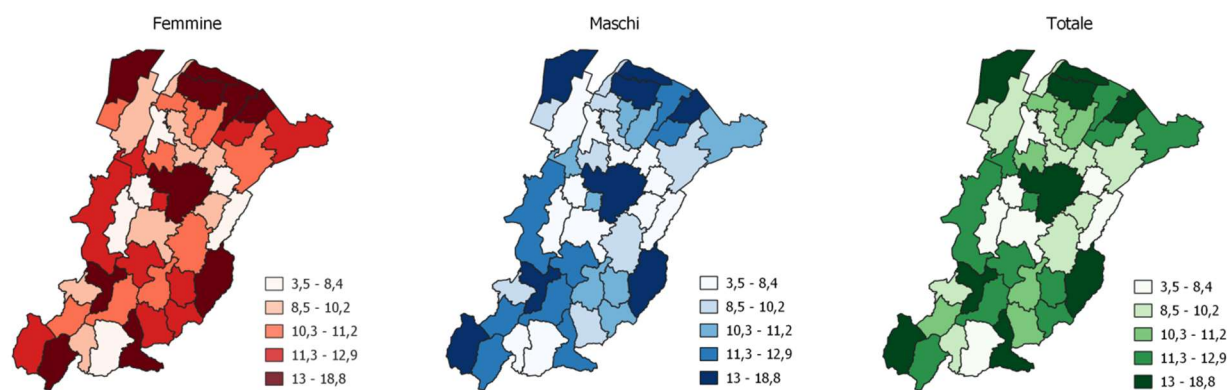 Femmine
3,5 - 8,4
8,5 - 10,2
10,3 - 11,2
11,3 - 12,9
13 - 18,8
Maschi
3,5 - 8,4
8,5 - 10,2
10,3 - 11,2
11,3 - 12,9
13 - 18,8
Totale
3,5 - 8,4
8,5 - 10,2
10,3 - 11,2
11,3 - 12,9
13 - 18,8